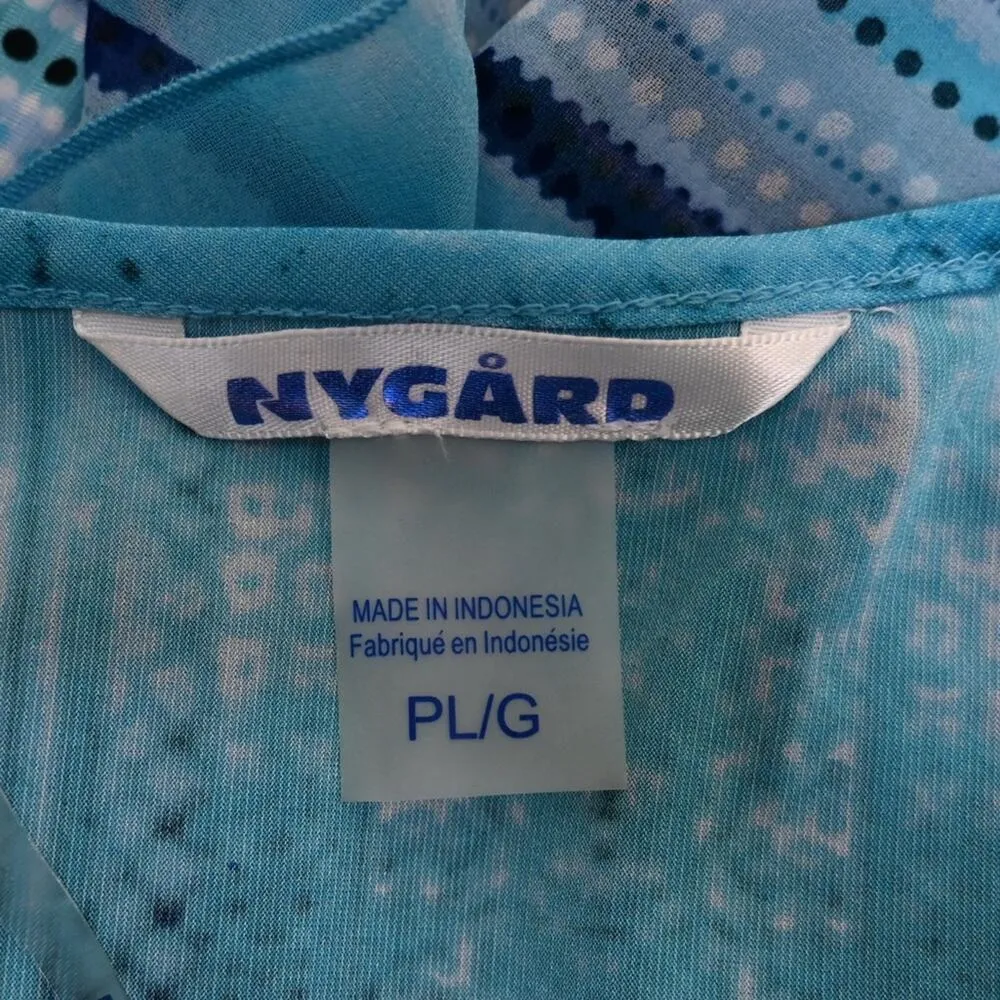 NYGÅRD
MADE IN INDONESIA
Fabriqué en Indonésie
PL/G